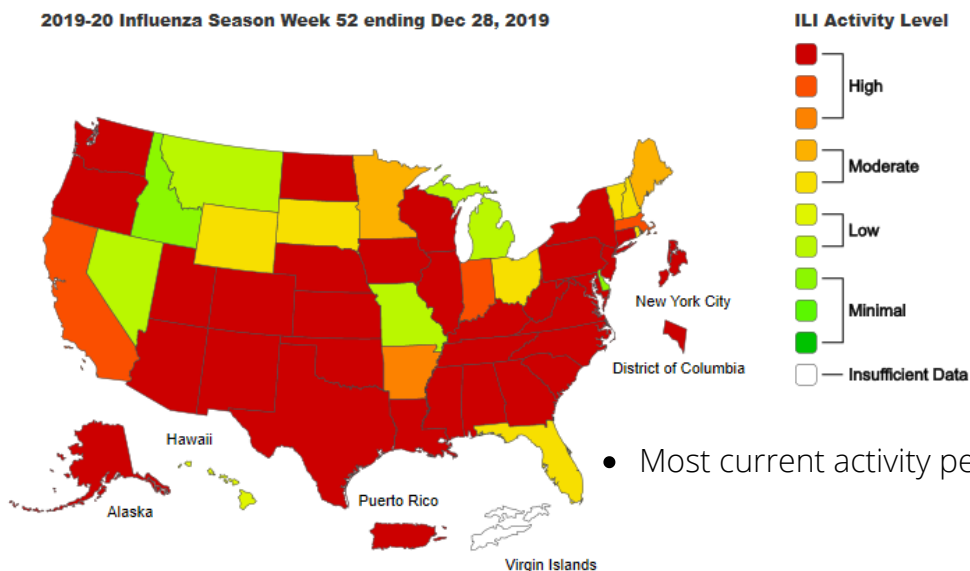 2019-20 Influenza Season Week 52 ending Dec 28, 2019
ILI Activity Level
High
Moderate
Low
Minimal
Insufficient Data
New York City
District of Columbia
Hawaii
Alaska
Puerto Rico
Virgin Islands
• Most current activity pe